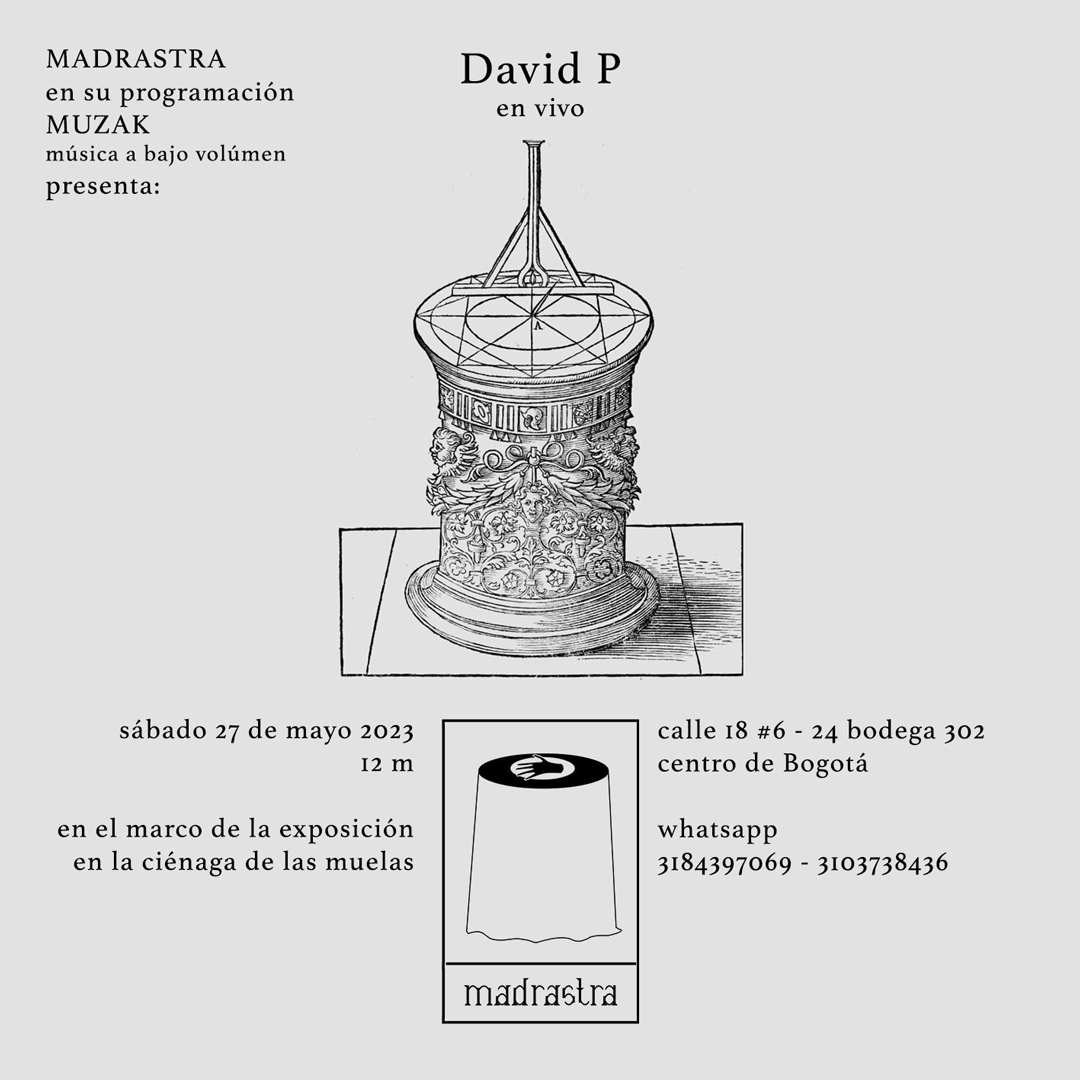 MADRASTRA
en su programación
MUZAK
música a bajo volúmen
presenta:
David P
en vivo
A
sábado 27 de mayo 2023
12 m
en el marco de la exposición
en la ciénaga de las muelas
calle 18 #6 - 24 bodega 302
centro de Bogotá
whatsapp
3184397069 - 3103738436
madrastra